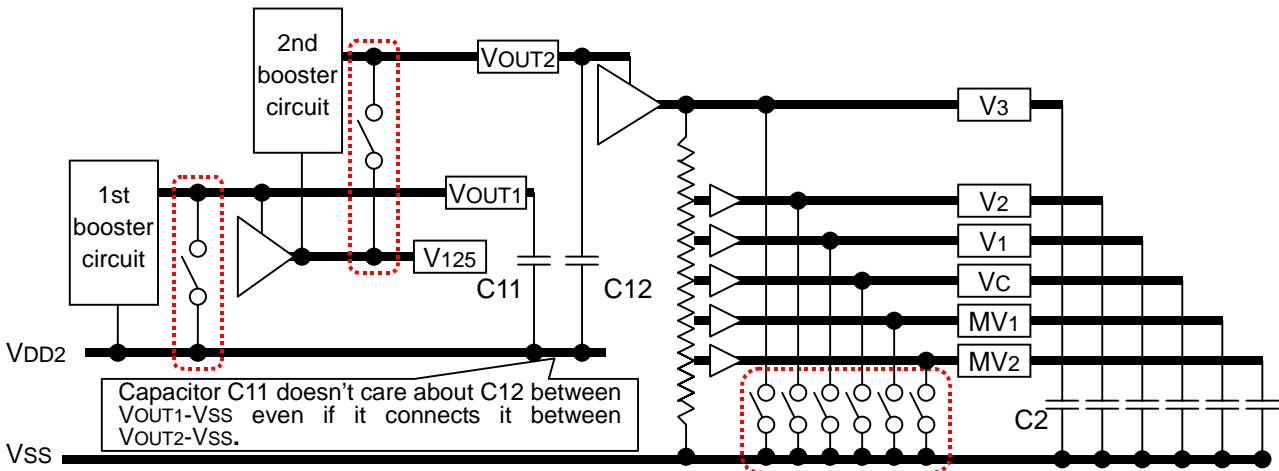 2nd
booster
circuit
VOUT2
V3
1st
booster
circuit
VOUT1
V2
V125
V1
C11
C12
VC
MV1
VDD2
MV2
Capacitor C11 doesn't care about C12 between
VOUT1-VSS even if it connects it between
VOUT2-VSS.
C2
VSS